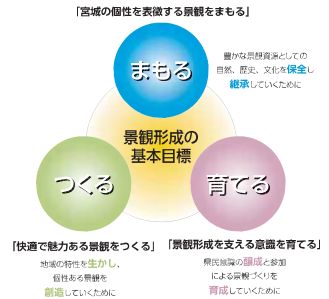 「宮城の個性を表徴する景観をまもる」
まもる
豊かな景観資源としての
自然、歴史、文化を保全し
継承していくために
景観形成の
基本目標
つくる
育てる
「快適で魅力ある景観をつくる」
地域の特性を生かし、
個性ある景観を
創造していくために
「景観形成を支える意識を育てる」
県民意識の醸成と参加
による景観づくりを
育成していくために